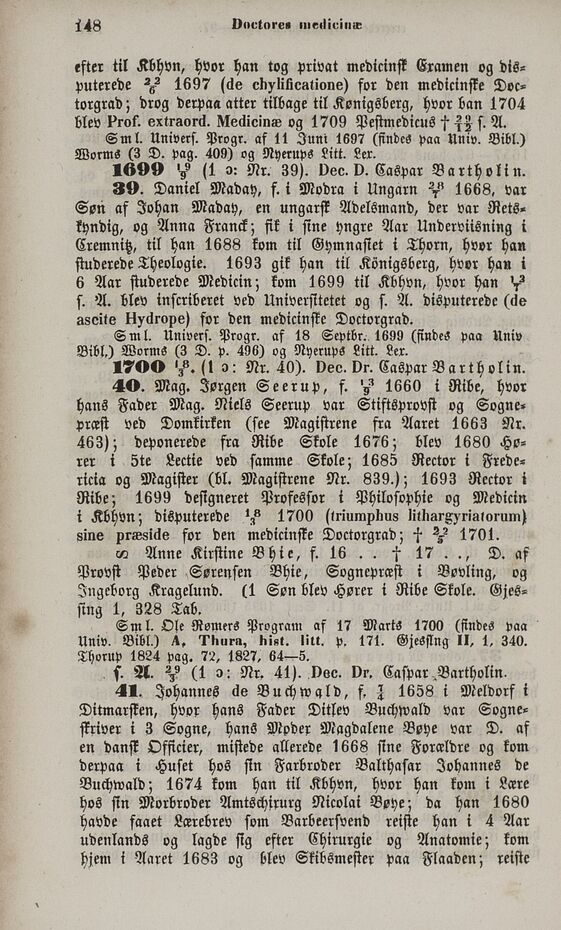 148 Doctores medicinæ
efter til Kbhvn, hvor han tog privat medicinsk Examen og dis=
puterede 22/6 1697 (de chylificatione) for den medicinske Doc=
torgrad; drog derpaa atter tilbage til Kønigsberg, hvor han 1704
blev Prof. extraord. Medicinæ og 1709 Pestmedicus † 29/12 s. A.
Sml. Univers. Progr. af 11 Juni 1697 (findes paa Univ. Bibl.)
Worms (3 D. pag. 409) og Nyerups Litt. Lex.
1699 19/9 (1 ɔ: Nr. 39). Dec. D. Caspar Bartholin.
39. Daniel Maday, f. i Modra i Ungarn 1668, var
Søn af Johan Maday, en ungarsk Adelsmand, der var Rets=
kyndig, og Anna Franck; fik i sine yngre Aar Underviisning i
Cremnitz, til han 1688 kom til Gymnasiet i Thorn, hvor han
studerede Theologie. 1693 gik han til Königsberg, hvor han i
6 Aar studerede Medicin; kom 1699 til Kbhvn, hvor han
s. A. blev inscriberet ved Universitetet og s. A. disputerede (de
ascite Hydrope) for den medicinske Doctorgrad.
Sml. Univers. Progr. af 18 Septbr. 1699 (findes paa Univ
Bibl.) Worms (3 D. p. 496) og Nyerups Litt. Lex.
1700 18/3. (1 ɔ: Nr. 40). Dec. Dr. Caspar Bartholin.
40. Mag. Jørgen Seerup, f. 13/9 1660 i Ribe, hvor
hans Fader Mag. Niels Seerup var Stiftsprovst og Sogne=
præst ved Domkirken (see Magistrene fra Aaret 1663 Nr.
463); deponerede fra Ribe Skole 1676; blev 1680 Hø=
rer i 5te Lectie ved samme Skole; 1685 Rector i Frede=
ricia og Magister (bl. Magistrene Nr. 839.); 1693 Rector i
Ribe; 1699 designeret Professor i Philosophie og Medicin
i Kbhvn; disputerede 18/3 1700 (triumphus lithargyriatorum)
sine præside for den medicinske Doctorgrad; † 1701.
∞ Anne Kirstine Vhie, f. 16 . . † 17 . ., D. af
Provst Peder Sørensen Vhie, Sognepræst i Bøvling, og
Ingeborg Kragelund. (1 Søn blev Hører i Ribe Skole. Gjes=
sing 1, 328 Tab.
Sml. Ole Rømers Program af 17 Marts 1700 (findes paa
Univ. Bibl.) A. Thura, hist. litt. p. 171. Gjessing II, 1, 340.
Thorup 1824 pag. 72, 1827, 64—5.
s. A. 29/3 (1 ɔ: Nr. 41). Dec. Dr. Caspar Bartholin.
41. Johannes de Buchwald, f. 1658 i Meldorf i
Ditmarsken, hvor hans Fader Ditlev Buchwald var Sogne=
skriver i 3 Sogne, hans Moder Magdalene Bøye var D. af
en dansk Officier, mistede allerede 1668 sine Forældre og kom
derpaa i Huset hos sin Farbroder Balthasar Johannes de
Buchwald; 1674 kom han til Kbhvn, hvor han kom i Lære
hos sin Morbroder Amtschirurg Nicolai Bøye; da han 1680
havde faaet Lærebrev som Barbeersvend reiste han i 4 Aar
udenlands og lagde sig efter Chirurgie og Anatomie; kom
hjem i Aaret 1683 og blev Skibsmester paa Flaaden; reiste